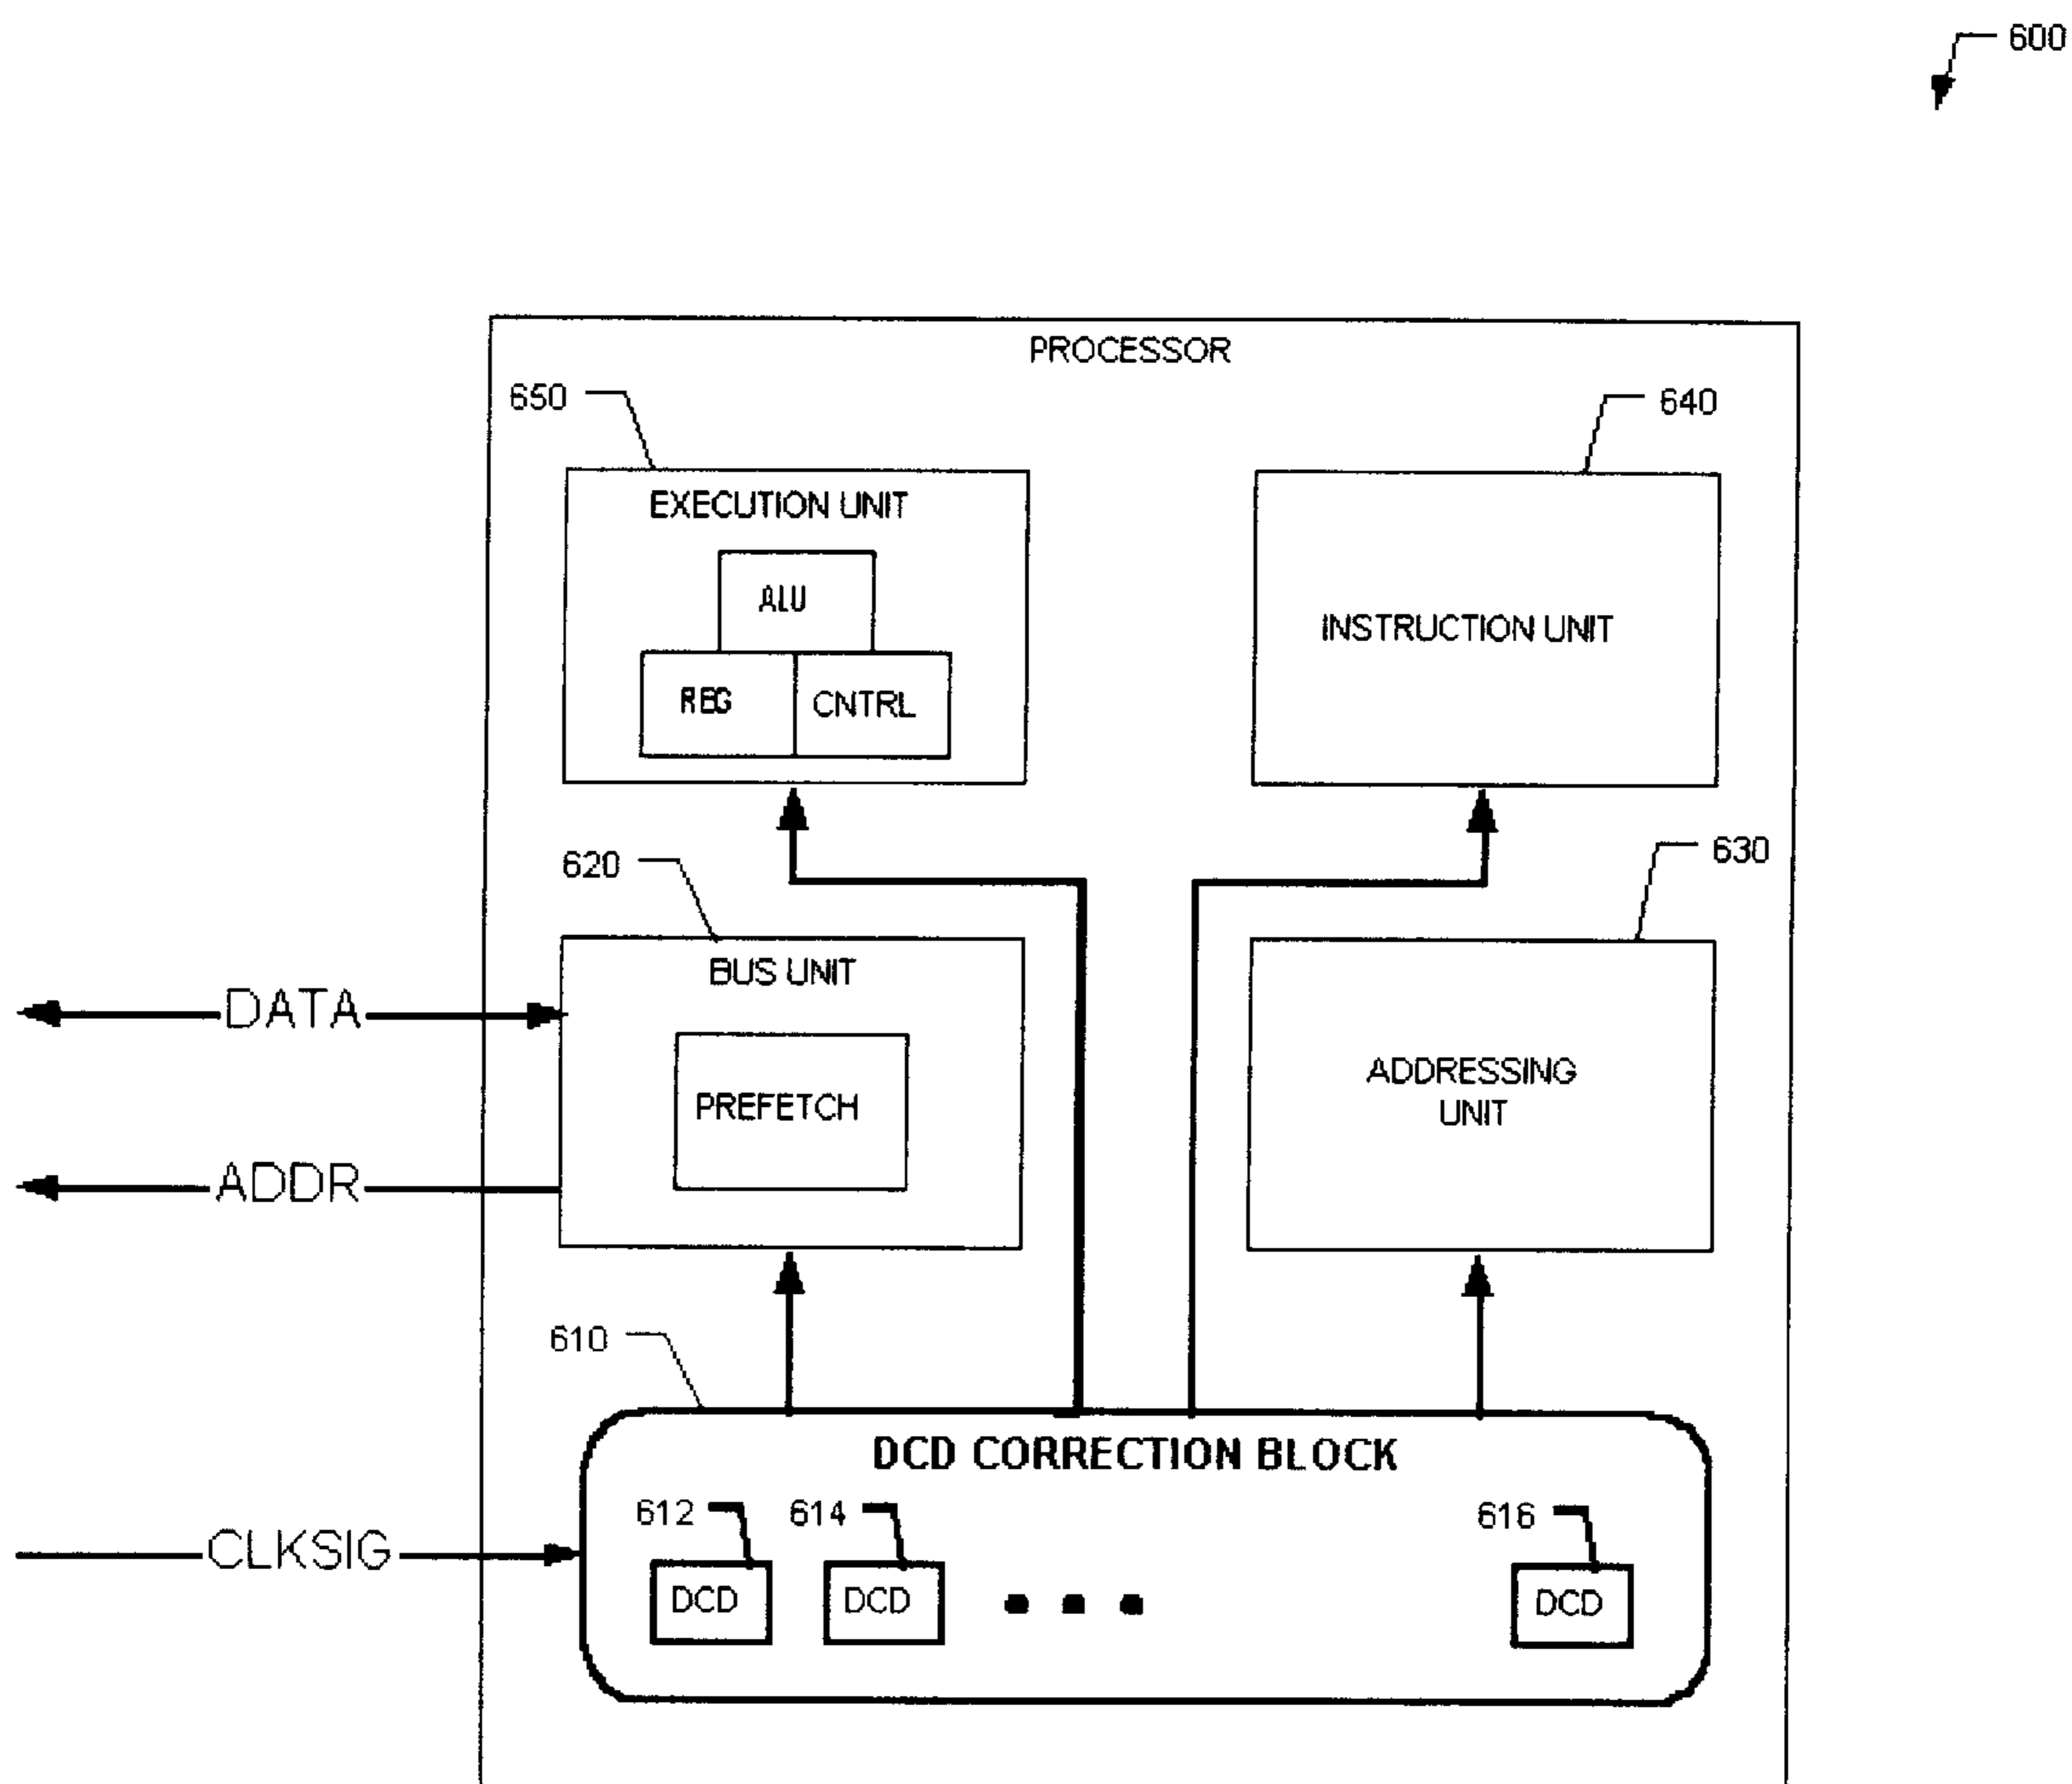 600
PROCESSOR
650
640
EXECUTION UNIT
ALU
REG
CNTRL
INSTRUCTION UNIT
620
630
BUS UNIT
PREFETCH
ADDRESSING
UNIT
DATA
ADDR
610
DCD CORRECTION BLOCK
612
614
616
CLKSIG
DCD
DCD
DCD